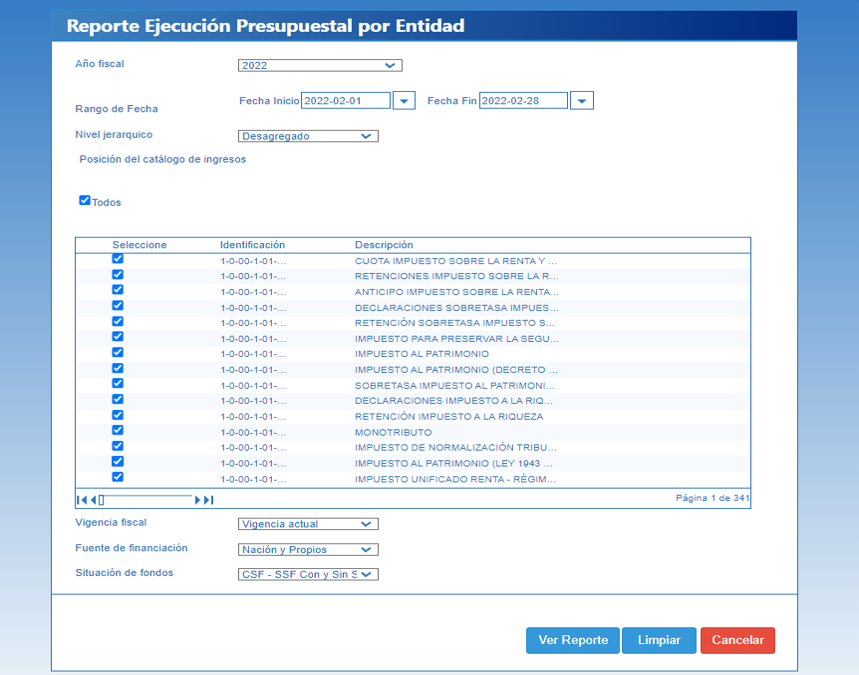 Reporte Ejecución Presupuestal por Entidad
Año fiscal 2022
Rango de Fecha Fecha Inicio 2022-02-01 Fecha Fin 2022-02-28
Nivel jerarquico Desagregado
Posición del catálogo de ingresos
Todos
Seleccione Identificación Descripción
1-0-00-1-01-... CUOTA IMPUESTO SOBRE LA RENTA Y ...
1-0-00-1-01-... RETENCIONES IMPUESTO SOBRE LA R...
1-0-00-1-01-... ANTICIPO IMPUESTO SOBRE LA RENTA...
1-0-00-1-01-... DECLARACIONES SOBRETASA IMPUES...
1-0-00-1-01-... RETENCIÓN SOBRETASA IMPUESTO S...
1-0-00-1-01-... IMPUESTO PARA PRESERVAR LA SEGU...
1-0-00-1-01-... IMPUESTO AL PATRIMONIO
1-0-00-1-01-... IMPUESTO AL PATRIMONIO (DECRETO ...
1-0-00-1-01-... SOBRETASA IMPUESTO AL PATRIMONI...
1-0-00-1-01-... DECLARACIONES IMPUESTO A LA RIQ...
1-0-00-1-01-... RETENCIÓN IMPUESTO A LA RIQUEZA
1-0-00-1-01-... MONOTRIBUTO
1-0-00-1-01-... IMPUESTO DE NORMALIZACIÓN TRIBU...
1-0-00-1-01-... IMPUESTO AL PATRIMONIO (LEY 1943 ...
1-0-00-1-01-... IMPUESTO UNIFICADO RENTA - RÉGIM...
Página 1 de 341
Vigencia fiscal Vigencia actual
Fuente de financiación Nación y Propios
Situación de fondos CSF - SSF Con y Sin S
Ver Reporte Limpiar Cancelar